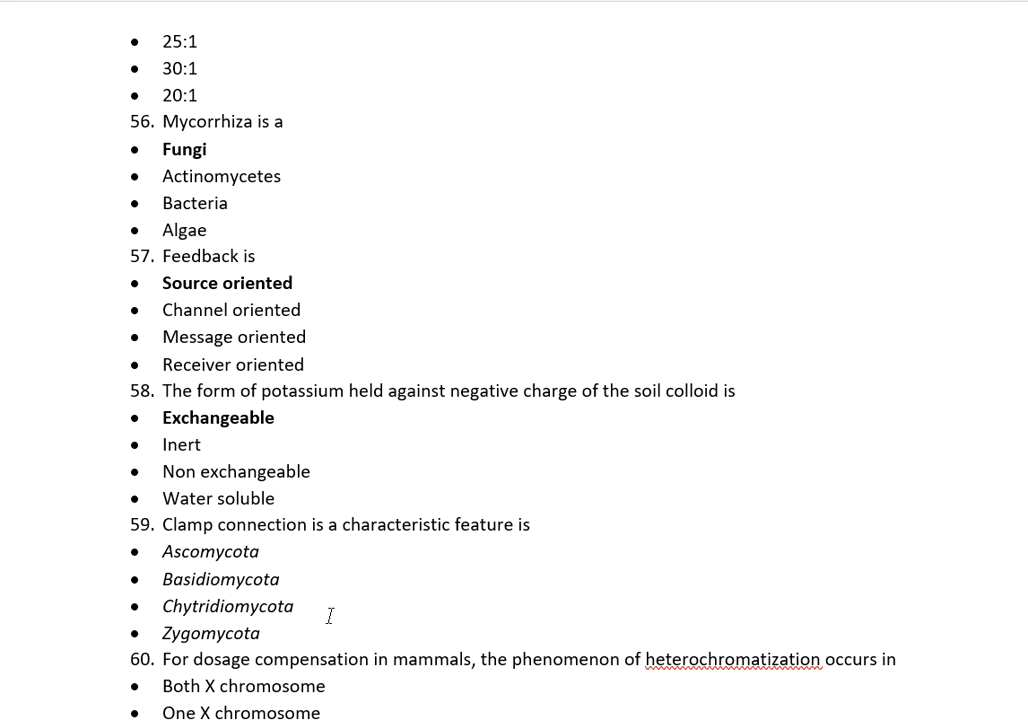 • 25:1
• 30:1
• 20:1
56. Mycorrhiza is a
• Fungi
• Actinomycetes
• Bacteria
• Algae
57. Feedback is
• Source oriented
• Channel oriented
• Message oriented
• Receiver oriented
58. The form of potassium held against negative charge of the soil colloid is
• Exchangeable
• Inert
• Non exchangeable
• Water soluble
59. Clamp connection is a characteristic feature is
• Ascomycota
• Basidiomycota
• Chytridiomycota
• Zygomycota
60. For dosage compensation in mammals, the phenomenon of heterochromatization occurs in
• Both X chromosome
• One X chromosome